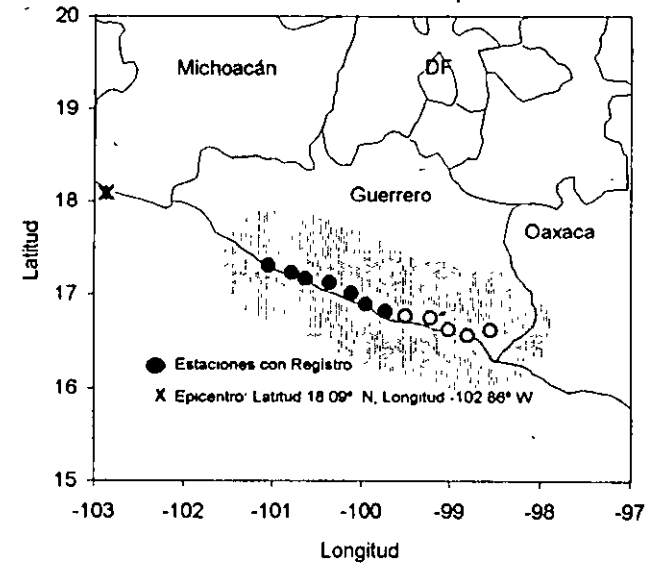 20
Michoacán
DF
19
18
Guerrero
Oaxaca
Latitud
17
Estaciones con Registro
16
X Epicentro: Latitud 18 09° N, Longitud -102 86° W
15
-103 -102 -101 -100 -99 -98 -97
Longitud